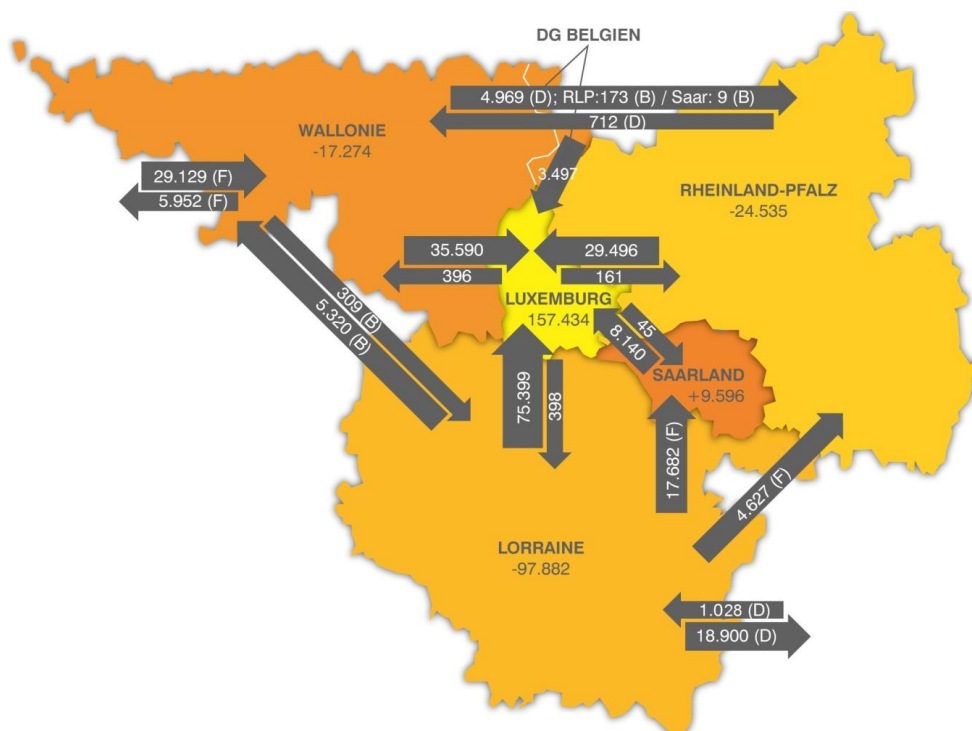 DG BELGIEN
4.969 (D); RLP:173 (B) / Saar: 9 (B)
712 (D)
WALLONIE
-17.274
3.497
29.129 (F)
5.952 (F)
RHEINLAND-PFALZ
-24.535
35.590
29.496
396
161
LUXEMBURG
157.434
309 (B)
5.320 (B)
45
8.140
SAARLAND
+9.596
75.399
398
17.682 (F)
4.627 (F)
LORRAINE
-97.882
1.028 (D)
18.900 (D)